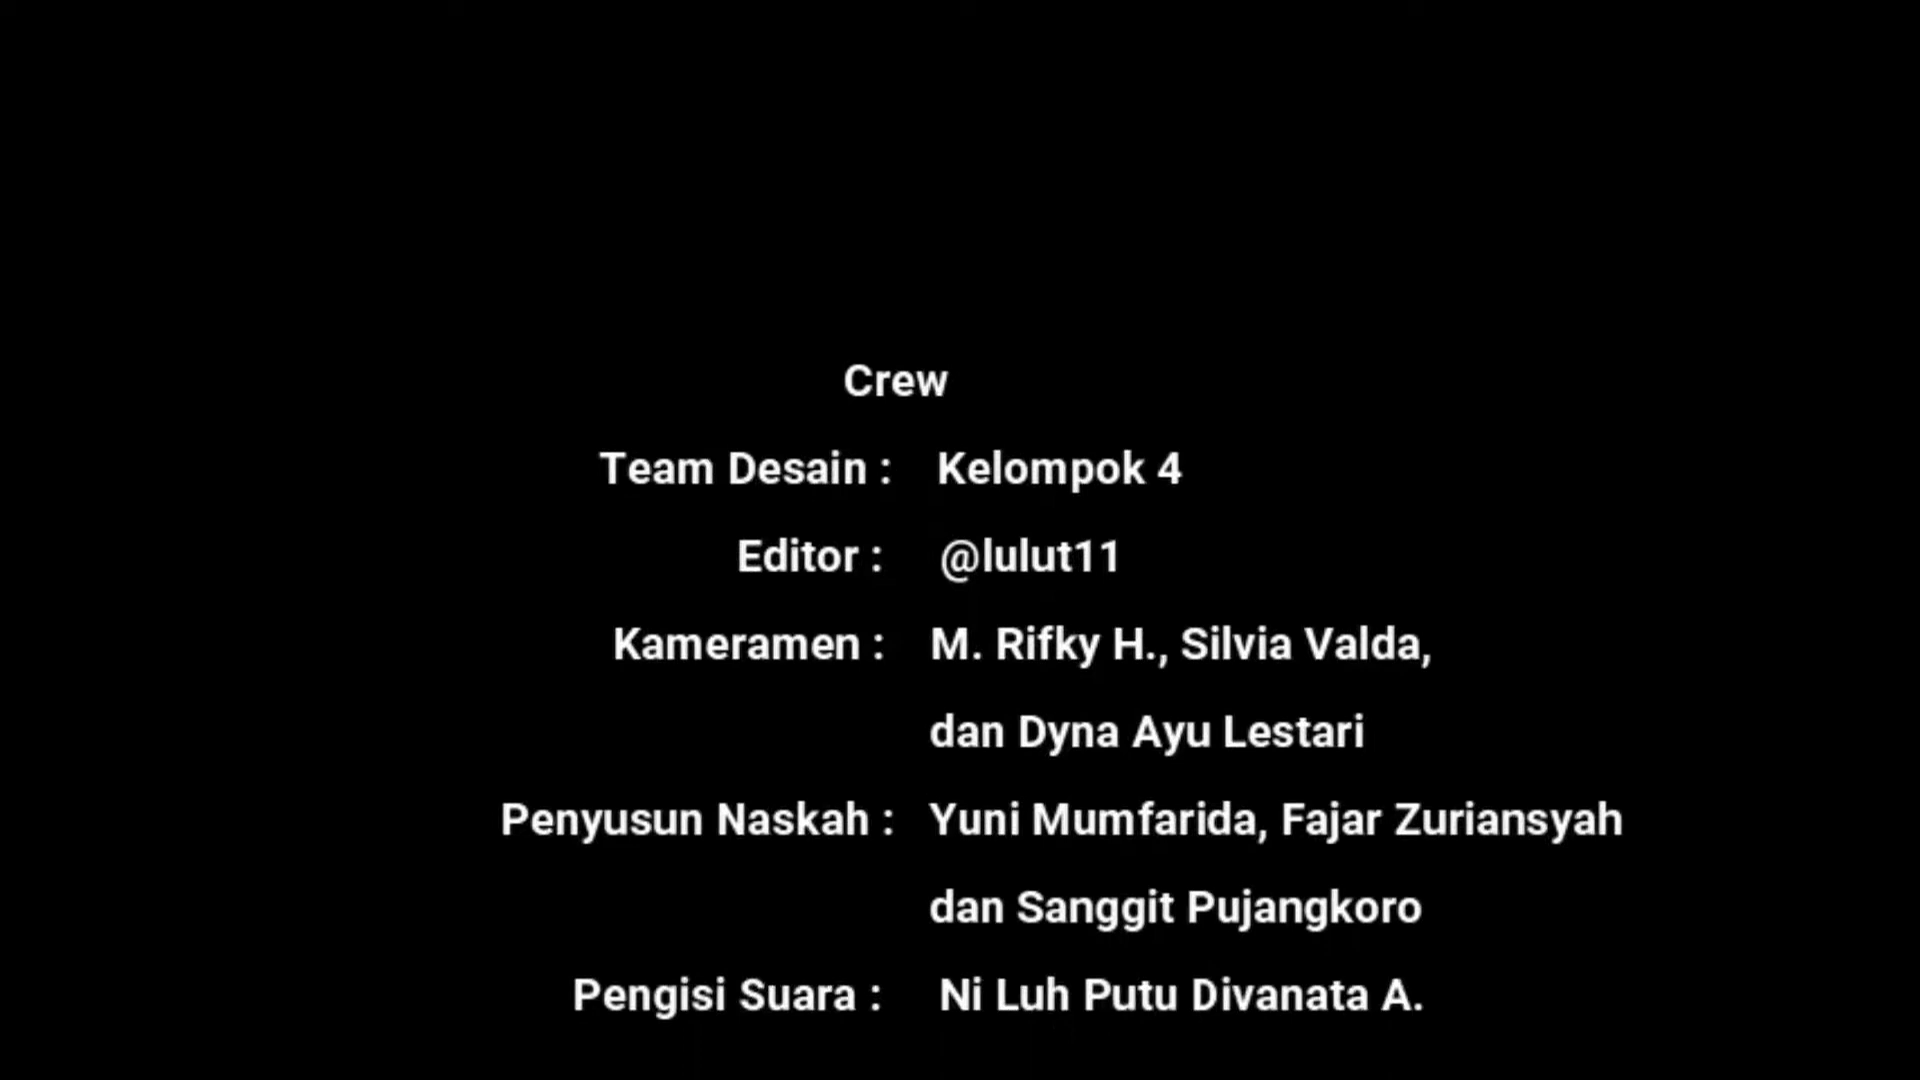 Crew
Team Desain : Kelompok 4
Editor : @lulut11
Kameramen : M. Rifky H., Silvia Valda,
dan Dyna Ayu Lestari
Penyusun Naskah : Yuni Mumfarida, Fajar Zuriansyah
dan Sanggit Pujangkoro
Pengisi Suara : Ni Luh Putu Divanata A.